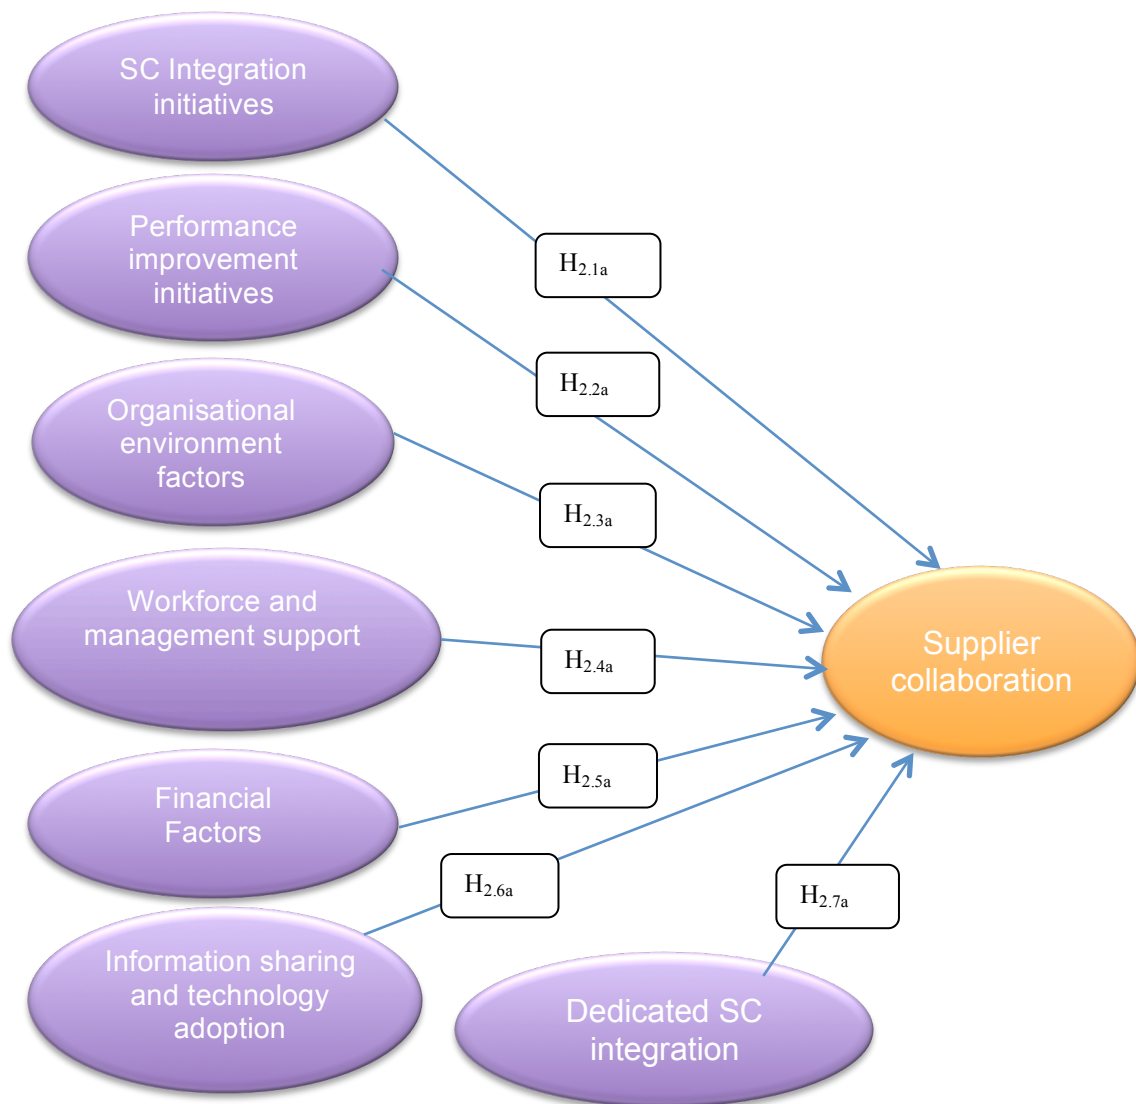 SC Integration
initiatives
Performance
improvement
initiatives
Organisational
environment
factors
Workforce and
management support
Financial
Factors
Information sharing
and technology
adoption
Dedicated SC
integration
H2.1a
H2.2a
H2.3a
H2.4a
H2.5a
H2.6a
H2.7a
Supplier
collaboration